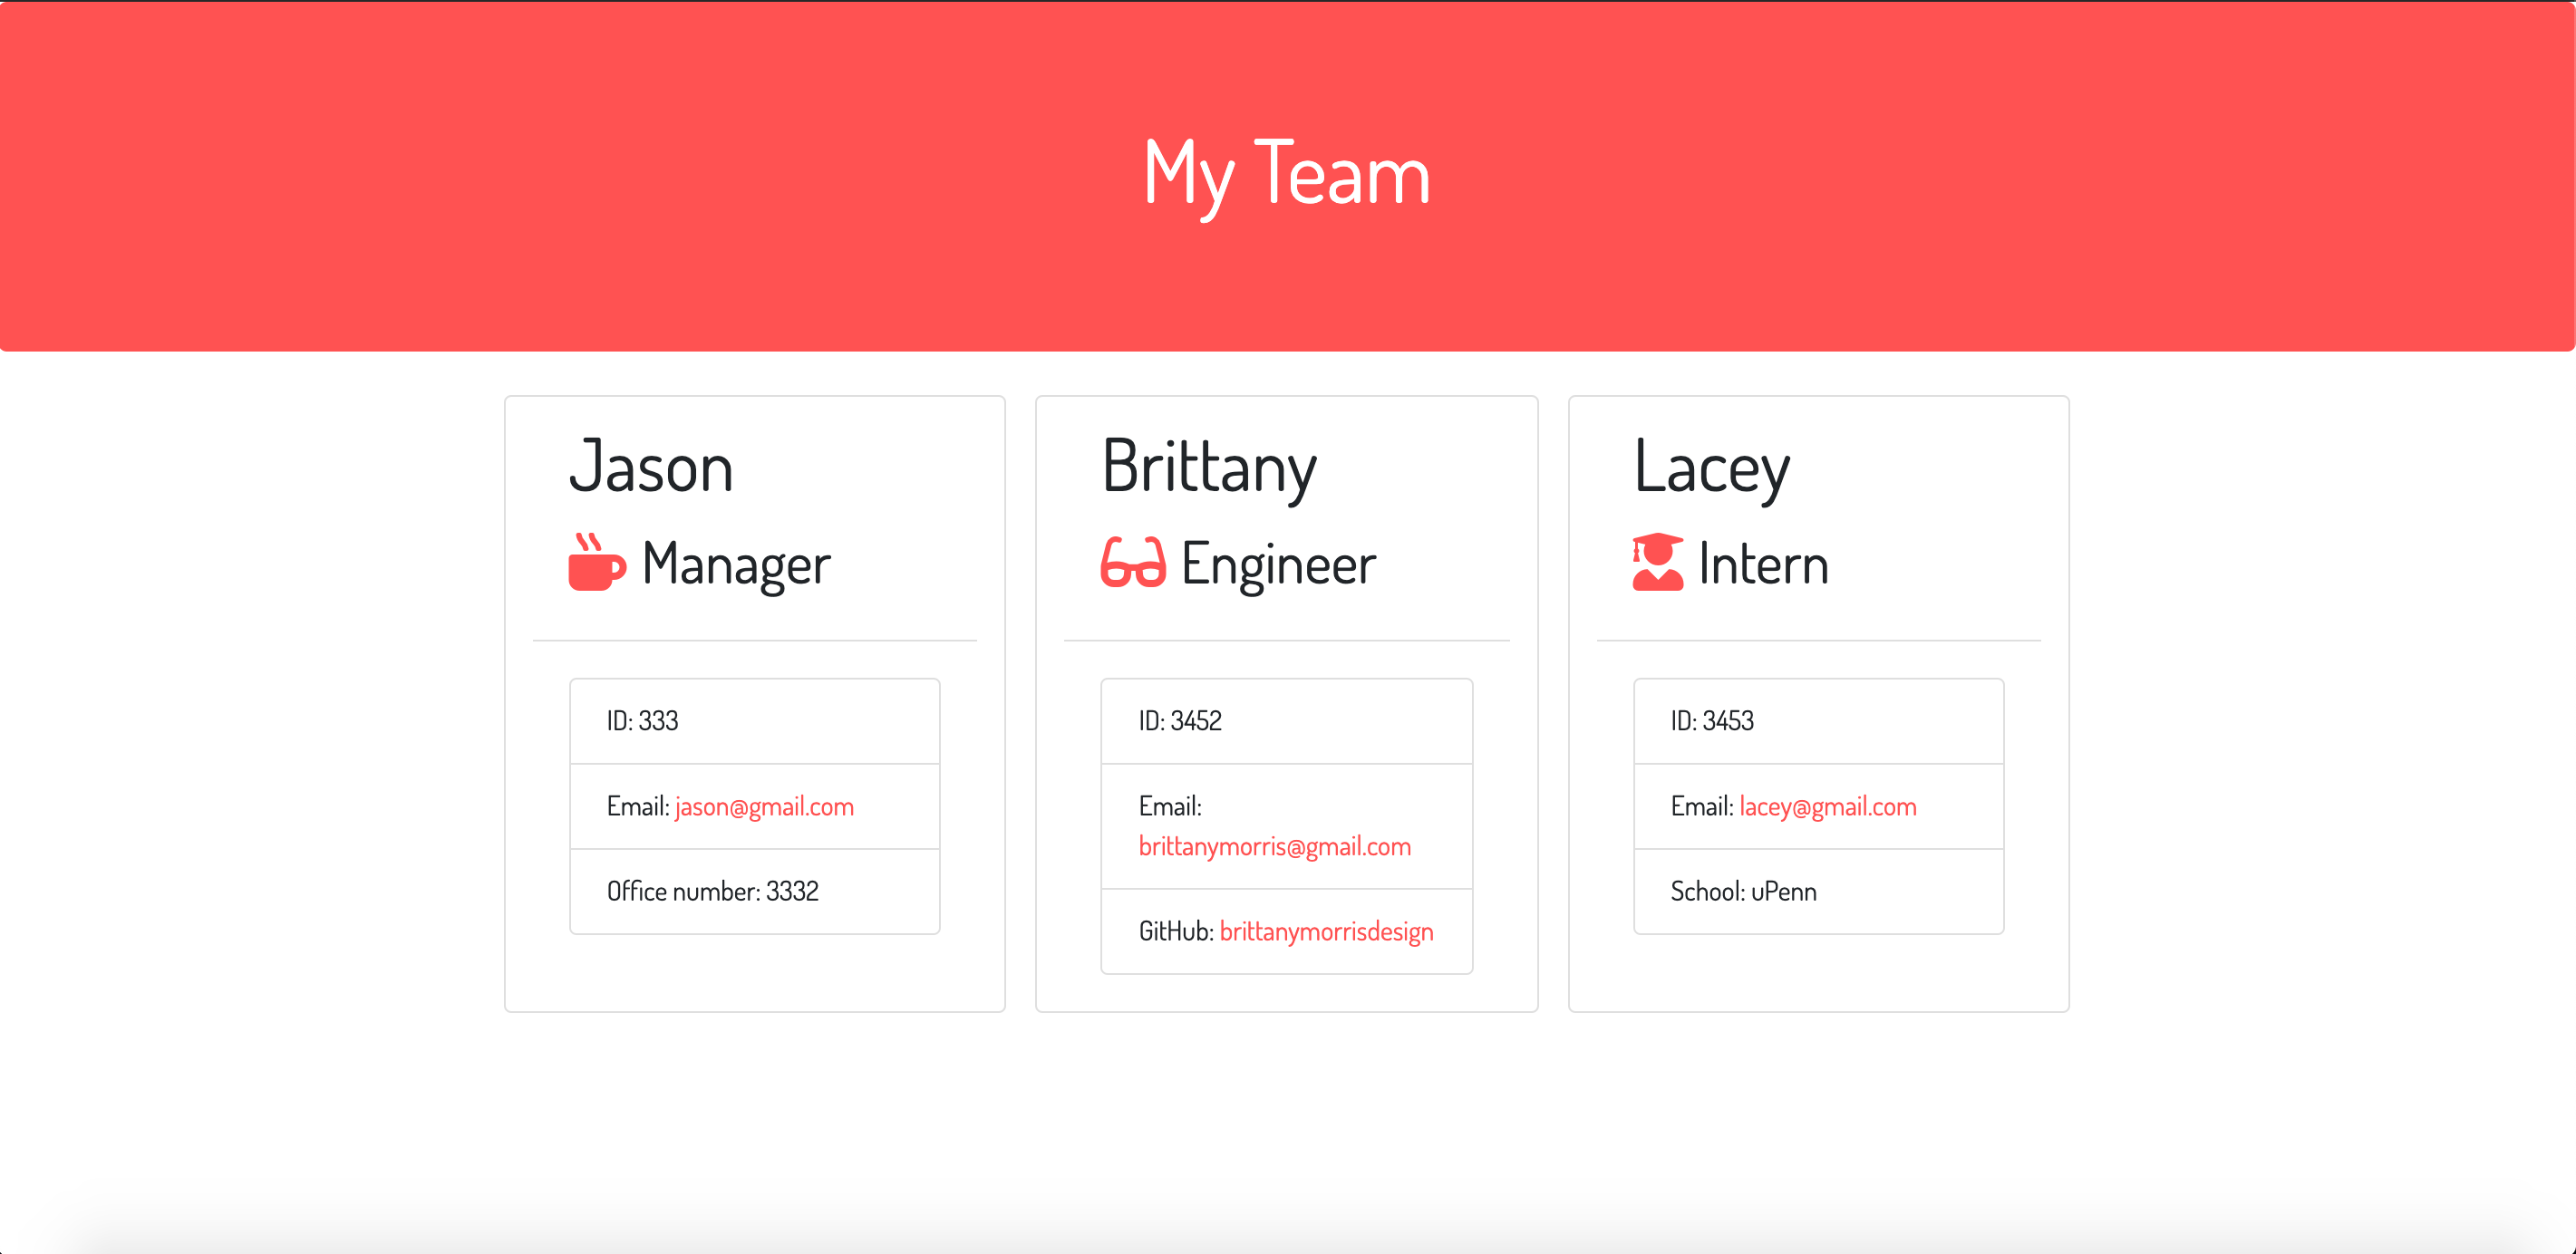 My Team
Jason
Manager
ID: 333
Email: jason@gmail.com
Office number: 3332
Brittany
Engineer
ID: 3452
Email:
brittanymorris@gmail.com
GitHub: brittanymorrisdesign
Lacey
Intern
ID: 3453
Email: lacey@gmail.com
School: uPenn